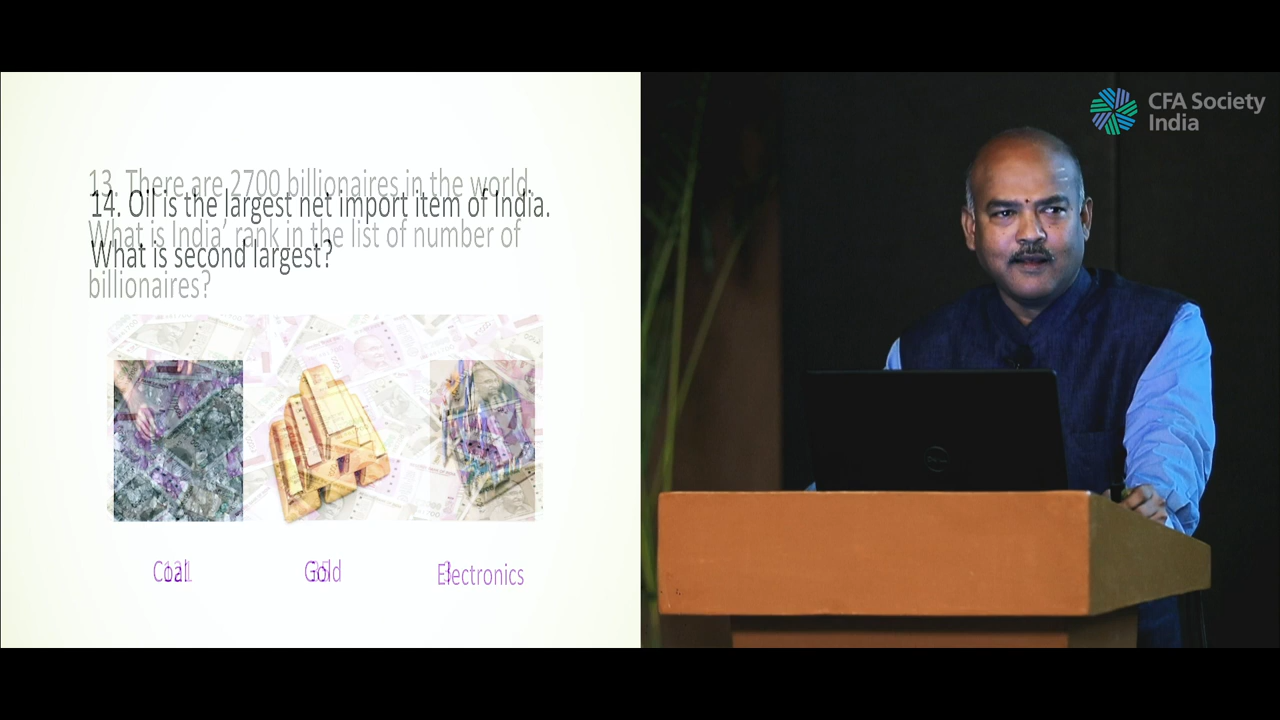 CFA Society
India
13. There are 2700 billionaires in the world.
What is India' rank in the list of number of
billionaires?
14. Oil is the largest net import item of India.
What is second largest?
Coal
Gold
Electronics
3